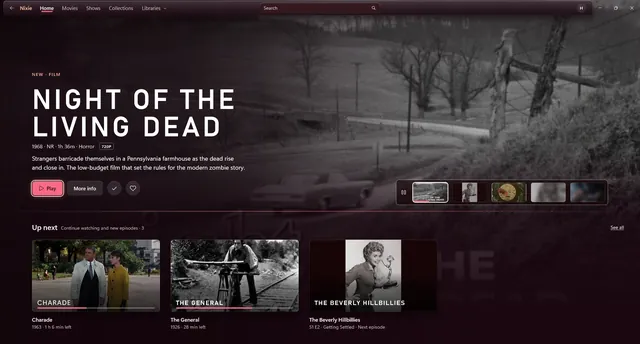 Nixie
Home
Movies
Shows
Collections
Libraries
Search
NEW · FILM
NIGHT OF THE
LIVING DEAD
1968 · NR · 1h 36m · Horror
720P
Strangers barricade themselves in a Pennsylvania farmhouse as the dead rise
and close in. The low-budget film that set the rules for the modern zombie story.
Play
More info
Up next
Continue watching and new episodes · 3
See all
CHARADE
THE GENERAL
THE BEVERLY HILLBILLIES
Charade
1963 · 1 h 6 min left
The General
1926 · 28 min left
The Beverly Hillbillies
S1 E2 · Getting Settled · Next episode
HE